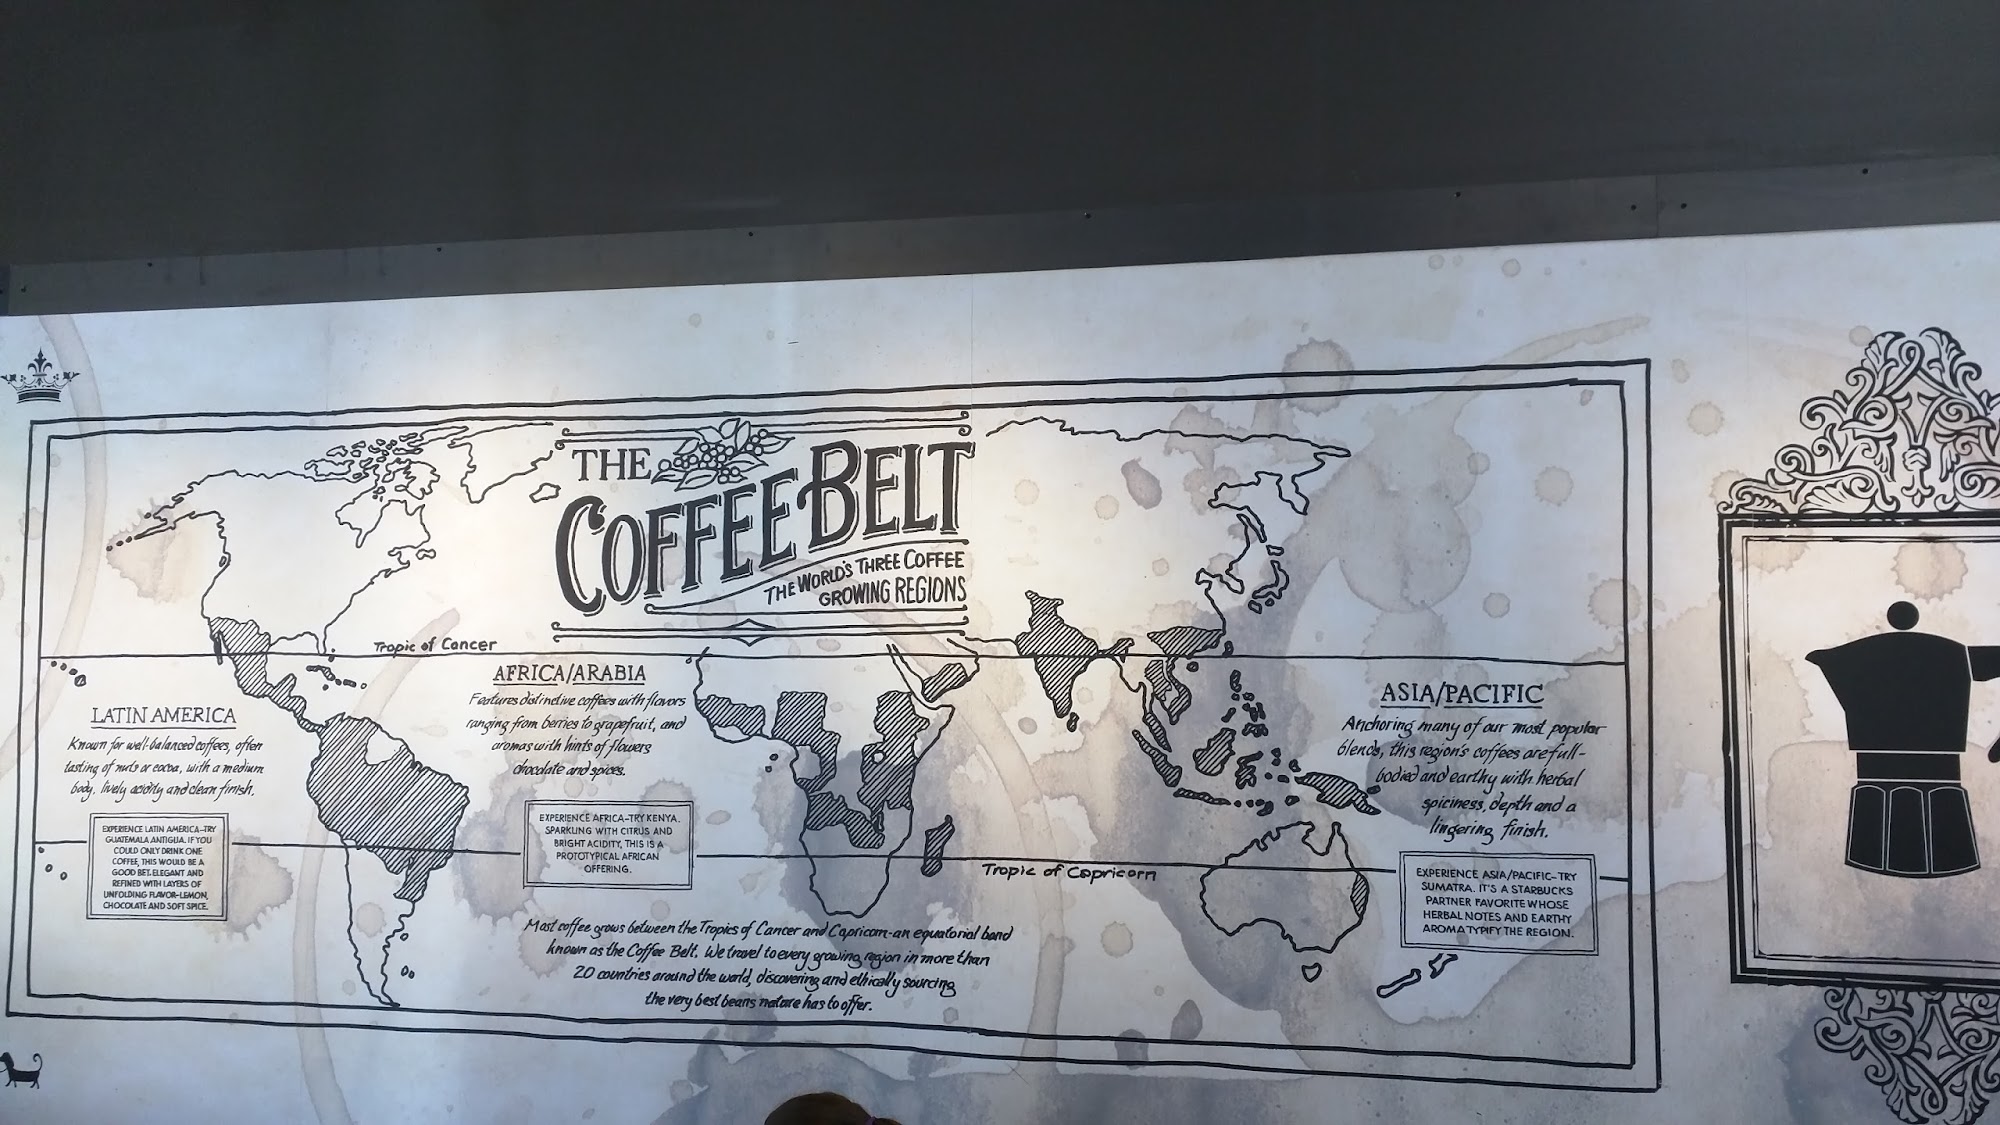 THE
COFFEE BELT
THE WORLD'S THREE COFFEE
GROWING REGIONS
Tropic of Cancer
LATIN AMERICA
Known for well-balanced coffees, often
tasting of nuts or cocoa, with a medium
body, lively acidity and clean finish.
EXPERIENCE LATIN AMERICA-TRY
GUATEMALA ANTIGUA. IF YOU
COULD ONLY DRINK ONE
COFFEE, THIS WOULD BE A
GOOD BET. ELEGANT AND
REFINED WITH LAYERS OF
UNFOLDING FLAVOR-LEMON,
CHOCOLATE AND SOFT SPICE.
AFRICA/ARABIA
Features distinctive coffees with flavors
ranging from berries to grapefruit, and
aromas with hints of flowers
chocolate and spices.
EXPERIENCE AFRICA-TRY KENYA.
SPARKLING WITH CITRUS AND
BRIGHT ACIDITY, THIS IS A
PROTOTYPICAL AFRICAN
OFFERING.
ASIA/PACIFIC
Anchoring many of our most popular
blends, this region's coffees are full-
bodied and earthy with herbal
spiciness, depth and a
lingering finish.
EXPERIENCE ASIA/PACIFIC-TRY
SUMATRA. IT'S A STARBUCKS
PARTNER FAVORITE WHOSE
HERBAL NOTES AND EARTHY
AROMA TYPIFY THE REGION.
Tropic of Capricorn
Most coffee grows between the Tropics of Cancer and Capricorn-an equatorial band
known as the Coffee Belt. We travel to every growing region in more than
20 countries around the world, discovering and ethically sourcing
the very best beans nature has to offer.